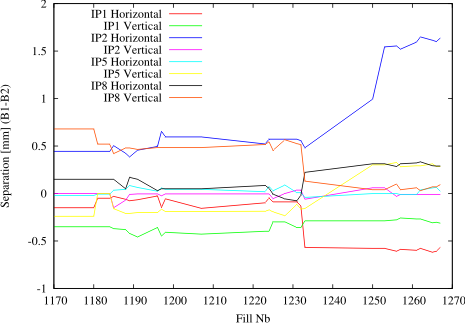 2
1.5
1
0.5
0
-0.5
-1
Separation [mm] (B1-B2)
IP1 Horizontal
IP1 Vertical
IP2 Horizontal
IP2 Vertical
IP5 Horizontal
IP5 Vertical
IP8 Horizontal
IP8 Vertical
1170 1180 1190 1200 1210 1220 1230 1240 1250 1260 1270
Fill Nb